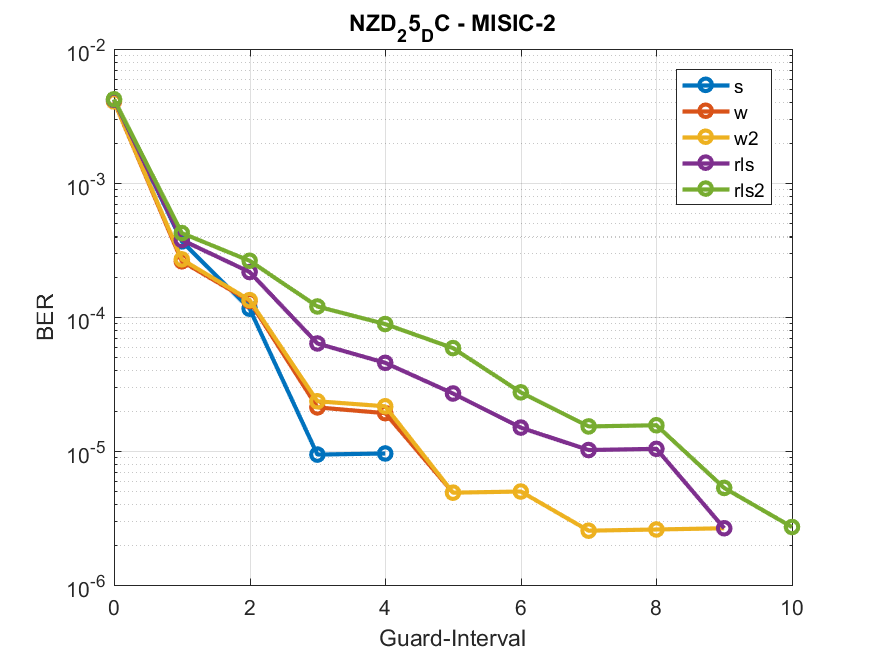 NZD₂5_DC - MISIC-2
10⁻²
10⁻³
10⁻⁴
10⁻⁵
10⁻⁶
BER
s
w
w2
rls
rls2
0 2 4 6 8 10
Guard-Interval